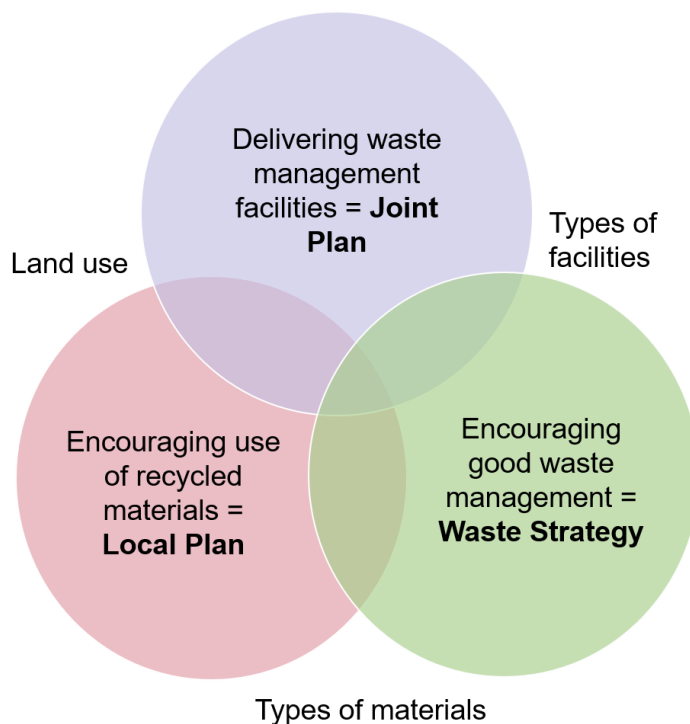 Delivering waste
management
facilities = Joint
Plan
Types of
facilities
Land use
Encouraging use
of recycled
materials =
Local Plan
Encouraging
good waste
management =
Waste Strategy
Types of materials